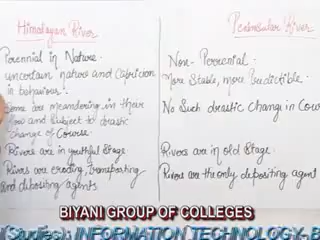 Himalayan River
Perennial in Nature.
uncertain nature and Capricion
in behaviour.
Some are meandering in their
flow and subject to drastic
Change of Course.
Rivers are in youthful Stage
Rivers are eroding, transporting
and depositing agents
Peninsular River
Non-Perennial.
More Stable, more Predictible.
No Such drastic Change in Cour
Rivers are in old Stage.
Rivers are the only depositing agent
BIYANI GROUP OF COLLEGES
(Studies), INFORMATION TECHNOLOGY-B